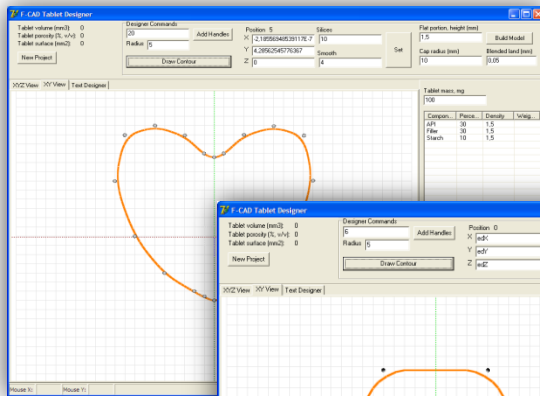 F-CAD Tablet Designer
Tablet volume (mm3): 0
Tablet porosity (%, v/v): 0
Tablet surface (mm2): 0
New Project
Designer Commands
20
Radius 5
Add Handles
Draw Contour
Position 5
X -2,18556948539117E-7
Y 4,28562545776367
Z 0
Slices
10
Smooth
4
Set
Flat portion, height (mm)
1,5
Build Model
Cap radius (mm) Blended land (mm)
10 0,05
XYZ View XY View Text Designer
Tablet mass, mg
100
Compon... Perce... Density Weig...
API 30 1,5
Filler 30 1,5
Starch 10 1,5
Mouse X: Mouse Y:
F-CAD Tablet Designer
Tablet volume (mm3): 0
Tablet porosity (%, v/v): 0
Tablet surface (mm2): 0
New Project
Designer Commands
6
Radius 5
Add Handles
Draw Contour
Position 0
X edX
Y edY
Z edZ
XYZ View XY View Text Designer